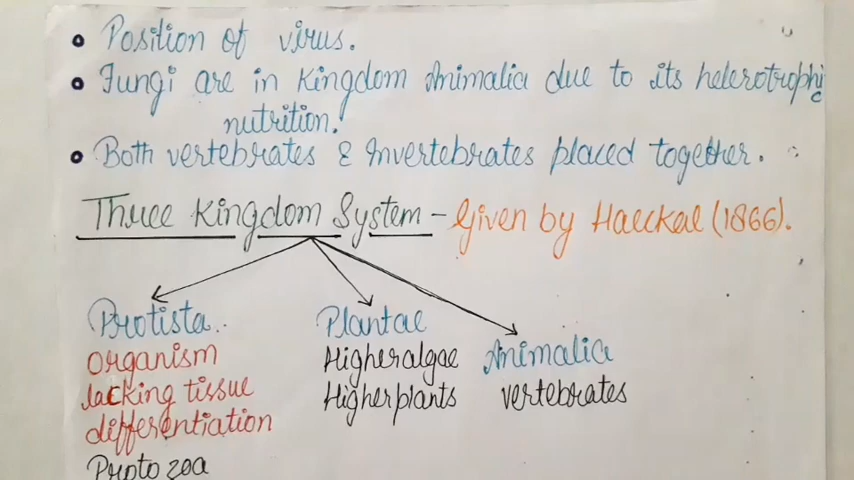 • Position of virus.
• Fungi are in Kingdom Animalia due to its heterotrophic
nutrition.
• Both vertebrates & Invertebrates placed together.
Three Kingdom System - Given by Haeckal (1866).
Protista..
Plantae
Animalia
organism
lacking tissue
differentiation
Protozoa
Higher algae
Higher plants
vertebrates